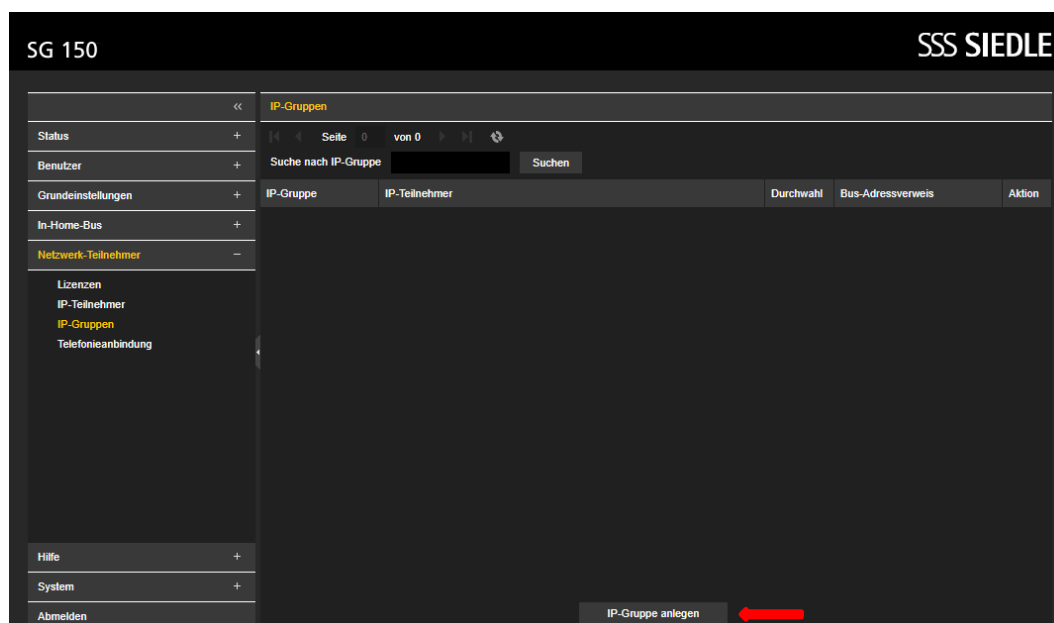 SG 150
SSS SIEDLE
«
IP-Gruppen
Status +
Seite 0 von 0
Benutzer +
Suche nach IP-Gruppe
Suchen
Grundeinstellungen +
IP-Gruppe IP-Teilnehmer Durchwahl Bus-Adressverweis Aktion
In-Home-Bus +
Netzwerk-Teilnehmer −
Lizenzen
IP-Teilnehmer
IP-Gruppen
Telefonieanbindung
Hilfe +
System +
Abmelden
IP-Gruppe anlegen